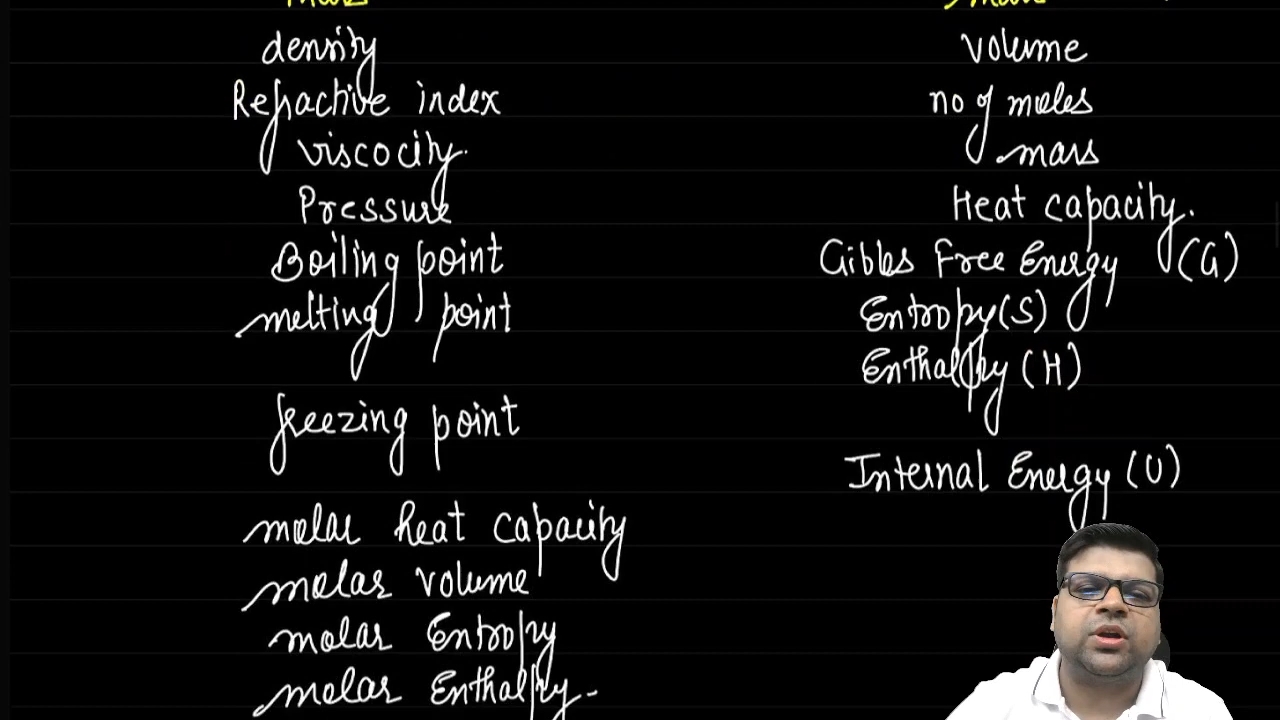 density
Refractive index
viscocity.
Pressure
Boiling point
melting point
freezing point
molar heat capacity
molar volume
molar Entropy
molar Enthalpy-
volume
no of moles
mass
Heat capacity.
Gibbs Free Energy (G)
Entropy (S)
Enthalpy (H)
Internal Energy (U)